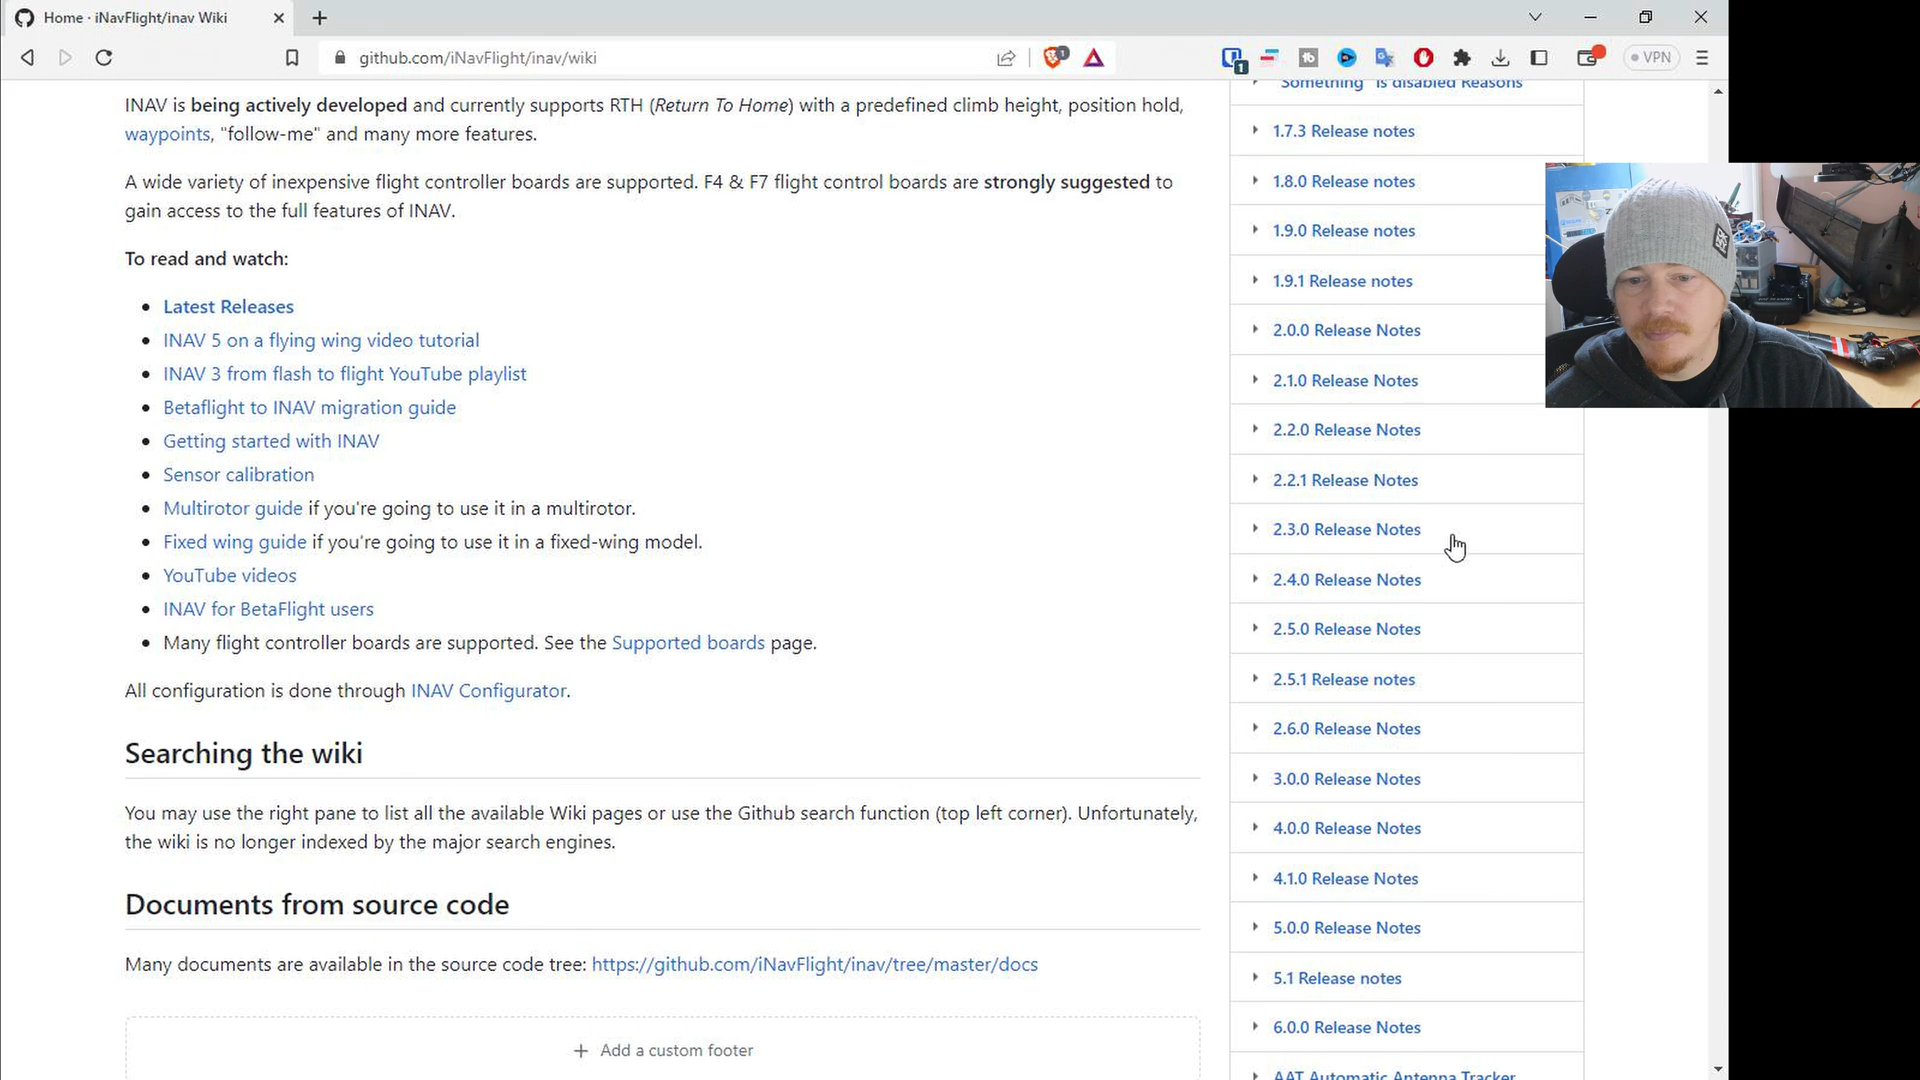 Home · iNavFlight/inav Wiki
github.com/iNavFlight/inav/wiki
1
1
VPN
INAV is being actively developed and currently supports RTH (Return To Home) with a predefined climb height, position hold,
waypoints, "follow-me" and many more features.
A wide variety of inexpensive flight controller boards are supported. F4 & F7 flight control boards are strongly suggested to
gain access to the full features of INAV.
To read and watch:
Latest Releases
INAV 5 on a flying wing video tutorial
INAV 3 from flash to flight YouTube playlist
Betaflight to INAV migration guide
Getting started with INAV
Sensor calibration
Multirotor guide if you're going to use it in a multirotor.
Fixed wing guide if you're going to use it in a fixed-wing model.
YouTube videos
INAV for BetaFlight users
Many flight controller boards are supported. See the Supported boards page.
All configuration is done through INAV Configurator.
Searching the wiki
You may use the right pane to list all the available Wiki pages or use the Github search function (top left corner). Unfortunately,
the wiki is no longer indexed by the major search engines.
Documents from source code
Many documents are available in the source code tree: https://github.com/iNavFlight/inav/tree/master/docs
Add a custom footer
"Something" is disabled Reasons
1.7.3 Release notes
1.8.0 Release notes
1.9.0 Release notes
1.9.1 Release notes
2.0.0 Release Notes
2.1.0 Release Notes
2.2.0 Release Notes
2.2.1 Release Notes
2.3.0 Release Notes
2.4.0 Release Notes
2.5.0 Release Notes
2.5.1 Release notes
2.6.0 Release Notes
3.0.0 Release Notes
4.0.0 Release Notes
4.1.0 Release Notes
5.0.0 Release Notes
5.1 Release notes
6.0.0 Release Notes
AAT Automatic Antenna Tracker